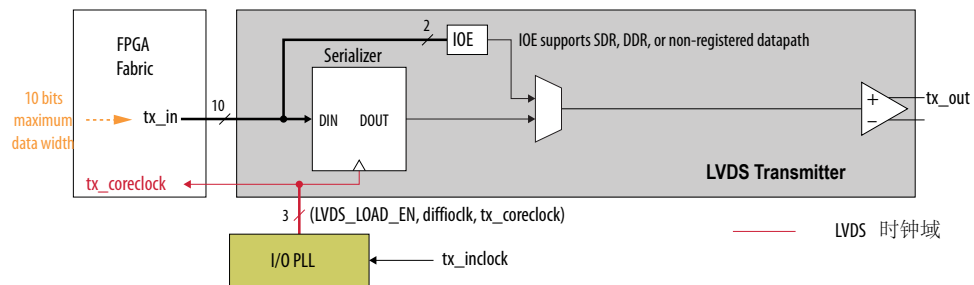 FPGA
Fabric
10 bits
maximum
data width
tx_in
10
2
IOE
IOE supports SDR, DDR, or non-registered datapath
Serializer
DIN DOUT
+
−
tx_out
tx_coreclock
LVDS Transmitter
3 (LVDS_LOAD_EN, diffioclk, tx_coreclock)
I/O PLL
tx_inclock
LVDS 时钟域